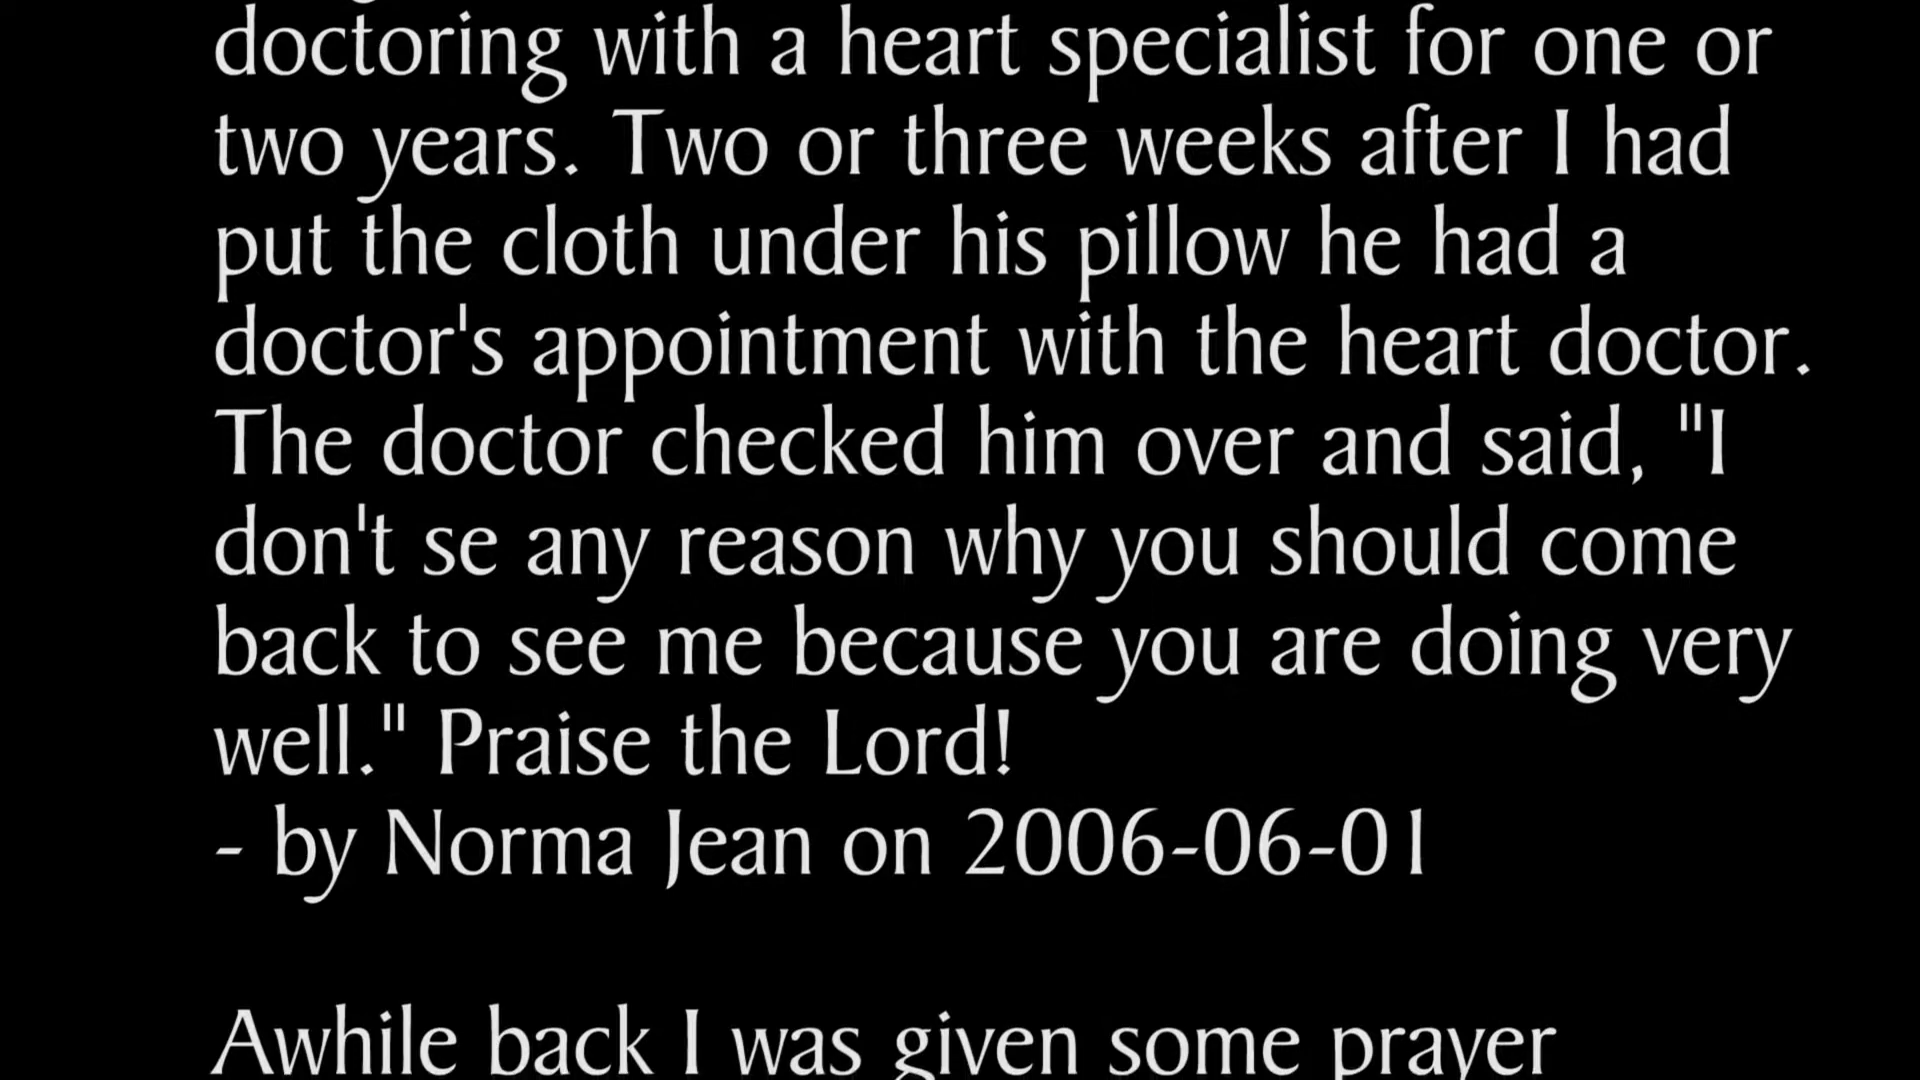 doctoring with a heart specialist for one or
two years. Two or three weeks after I had
put the cloth under his pillow he had a
doctor's appointment with the heart doctor.
The doctor checked him over and said, "I
don't se any reason why you should come
back to see me because you are doing very
well." Praise the Lord!
- by Norma Jean on 2006-06-01
Awhile back I was given some prayer